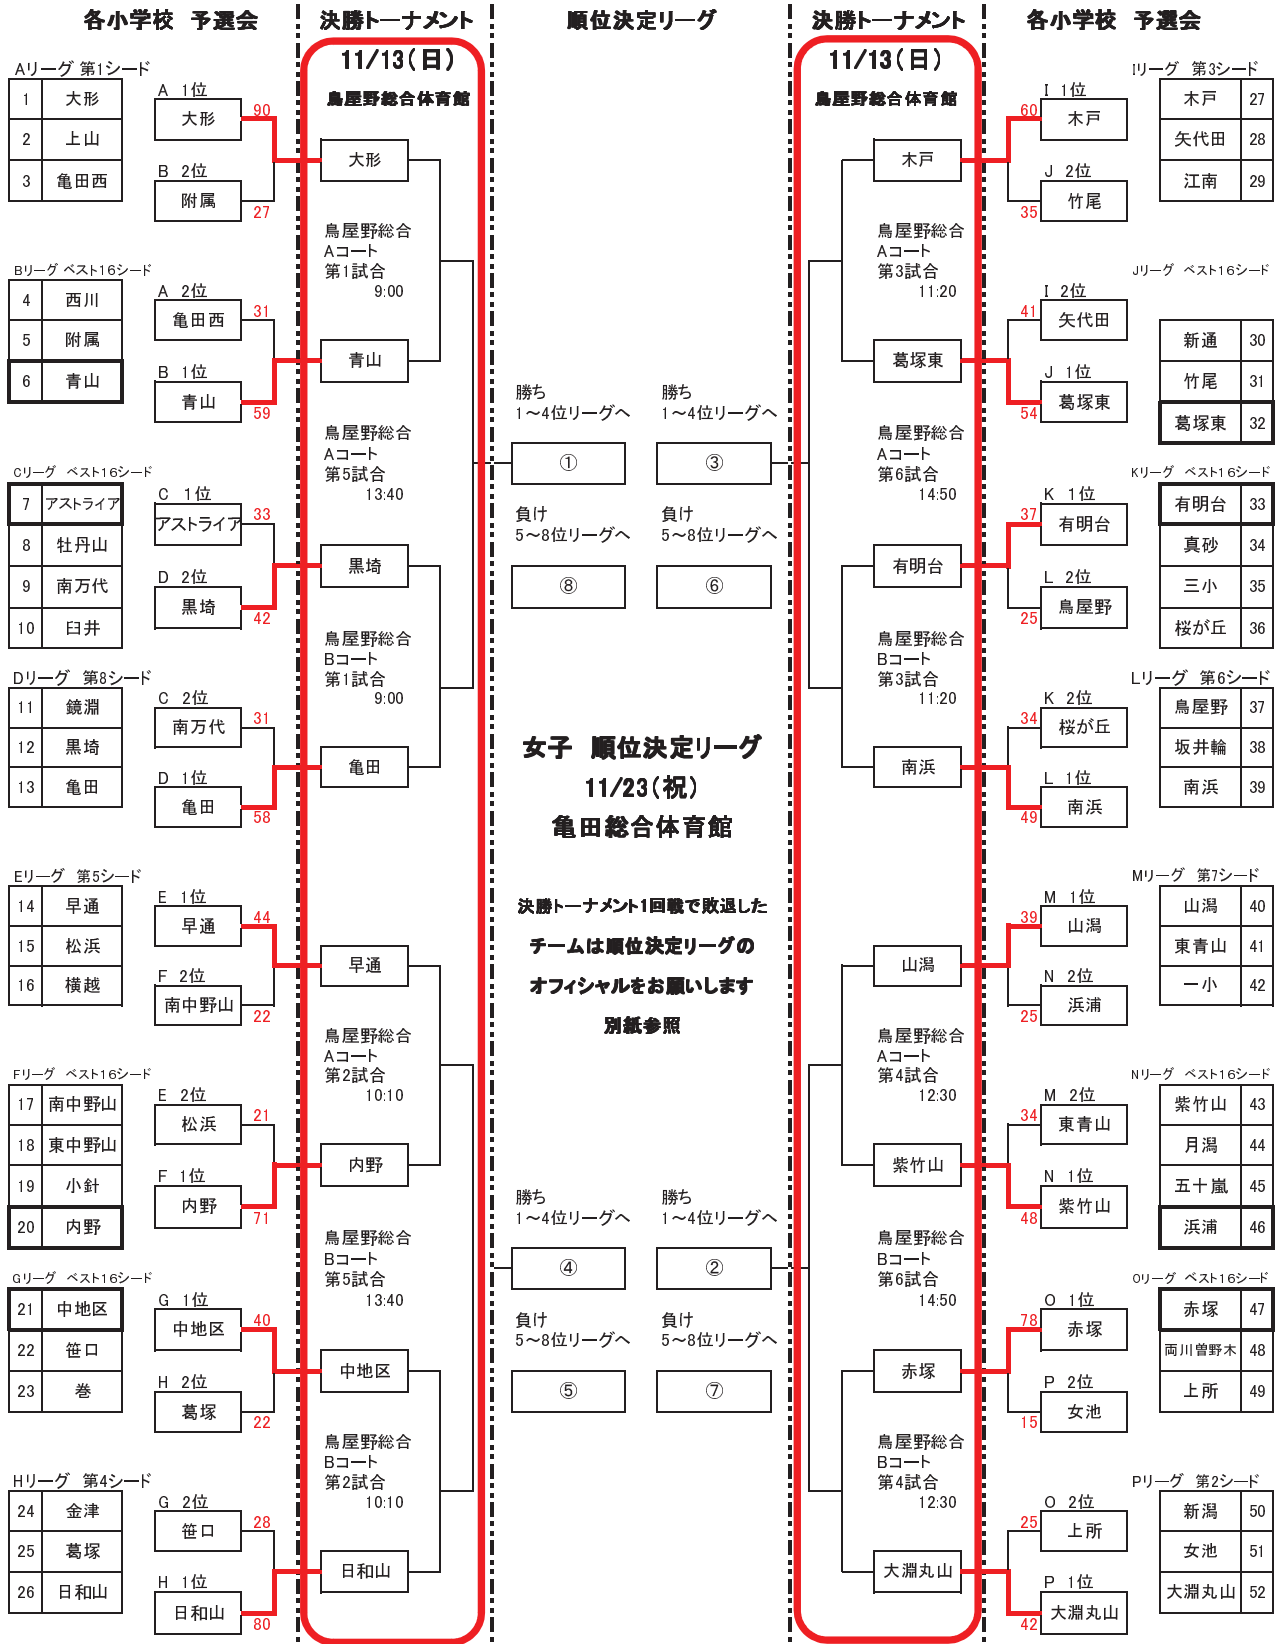 各小学校　予選会
決勝トーナメント
順位決定リーグ
決勝トーナメント
各小学校　予選会
11/13(日)
鳥屋野総合体育館
11/13(日)
鳥屋野総合体育館
Aリーグ 第1シード
1 大形
2 上山
3 亀田西
A 1位
大形
90
B 2位
附属
27
Bリーグ ベスト16シード
4 西川
5 附属
6 青山
A 2位
亀田西
31
B 1位
青山
59
Cリーグ ベスト16シード
7 アストライア
8 牡丹山
9 南万代
10 臼井
C 1位
アストライア
33
D 2位
黒埼
42
Dリーグ 第8シード
11 鏡淵
12 黒埼
13 亀田
C 2位
南万代
31
D 1位
亀田
58
Eリーグ 第5シード
14 早通
15 松浜
16 横越
E 1位
早通
44
F 2位
南中野山
22
Fリーグ ベスト16シード
17 南中野山
18 東中野山
19 小針
20 内野
E 2位
松浜
21
F 1位
内野
71
Gリーグ ベスト16シード
21 中地区
22 笹口
23 巻
G 1位
中地区
40
H 2位
葛塚
22
Hリーグ 第4シード
24 金津
25 葛塚
26 日和山
G 2位
笹口
28
H 1位
日和山
80
大形
鳥屋野総合
Aコート
第1試合
9:00
青山
鳥屋野総合
Aコート
第5試合
13:40
黒埼
鳥屋野総合
Bコート
第1試合
9:00
亀田
早通
鳥屋野総合
Aコート
第2試合
10:10
内野
鳥屋野総合
Bコート
第5試合
13:40
中地区
鳥屋野総合
Bコート
第2試合
10:10
日和山
勝ち
1～4位リーグへ
①
負け
5～8位リーグへ
⑧
勝ち
1～4位リーグへ
③
負け
5～8位リーグへ
⑥
女子　順位決定リーグ
11/23(祝)
亀田総合体育館
決勝トーナメント1回戦で敗退した
チームは順位決定リーグの
オフィシャルをお願いします
別紙参照
勝ち
1～4位リーグへ
④
負け
5～8位リーグへ
⑤
勝ち
1～4位リーグへ
②
負け
5～8位リーグへ
⑦
木戸
鳥屋野総合
Aコート
第3試合
11:20
葛塚東
鳥屋野総合
Aコート
第6試合
14:50
有明台
鳥屋野総合
Bコート
第3試合
11:20
南浜
山潟
鳥屋野総合
Aコート
第4試合
12:30
紫竹山
鳥屋野総合
Bコート
第6試合
14:50
赤塚
鳥屋野総合
Bコート
第4試合
12:30
大淵丸山
Iリーグ 第3シード
木戸 27
矢代田 28
江南 29
60
I 1位
木戸
J 2位
竹尾
35
Jリーグ ベスト16シード
新通 30
竹尾 31
葛塚東 32
41
I 2位
矢代田
J 1位
葛塚東
54
Kリーグ ベスト16シード
有明台 33
真砂 34
三小 35
桜が丘 36
37
K 1位
有明台
L 2位
鳥屋野
25
Lリーグ 第6シード
鳥屋野 37
坂井輪 38
南浜 39
34
K 2位
桜が丘
L 1位
南浜
49
Mリーグ 第7シード
山潟 40
東青山 41
一小 42
39
M 1位
山潟
N 2位
浜浦
25
Nリーグ ベスト16シード
紫竹山 43
月潟 44
五十嵐 45
浜浦 46
34
M 2位
東青山
N 1位
紫竹山
48
Oリーグ ベスト16シード
赤塚 47
両川曽野木 48
上所 49
78
O 1位
赤塚
P 2位
女池
15
Pリーグ 第2シード
新潟 50
女池 51
大淵丸山 52
25
O 2位
上所
P 1位
大淵丸山
42